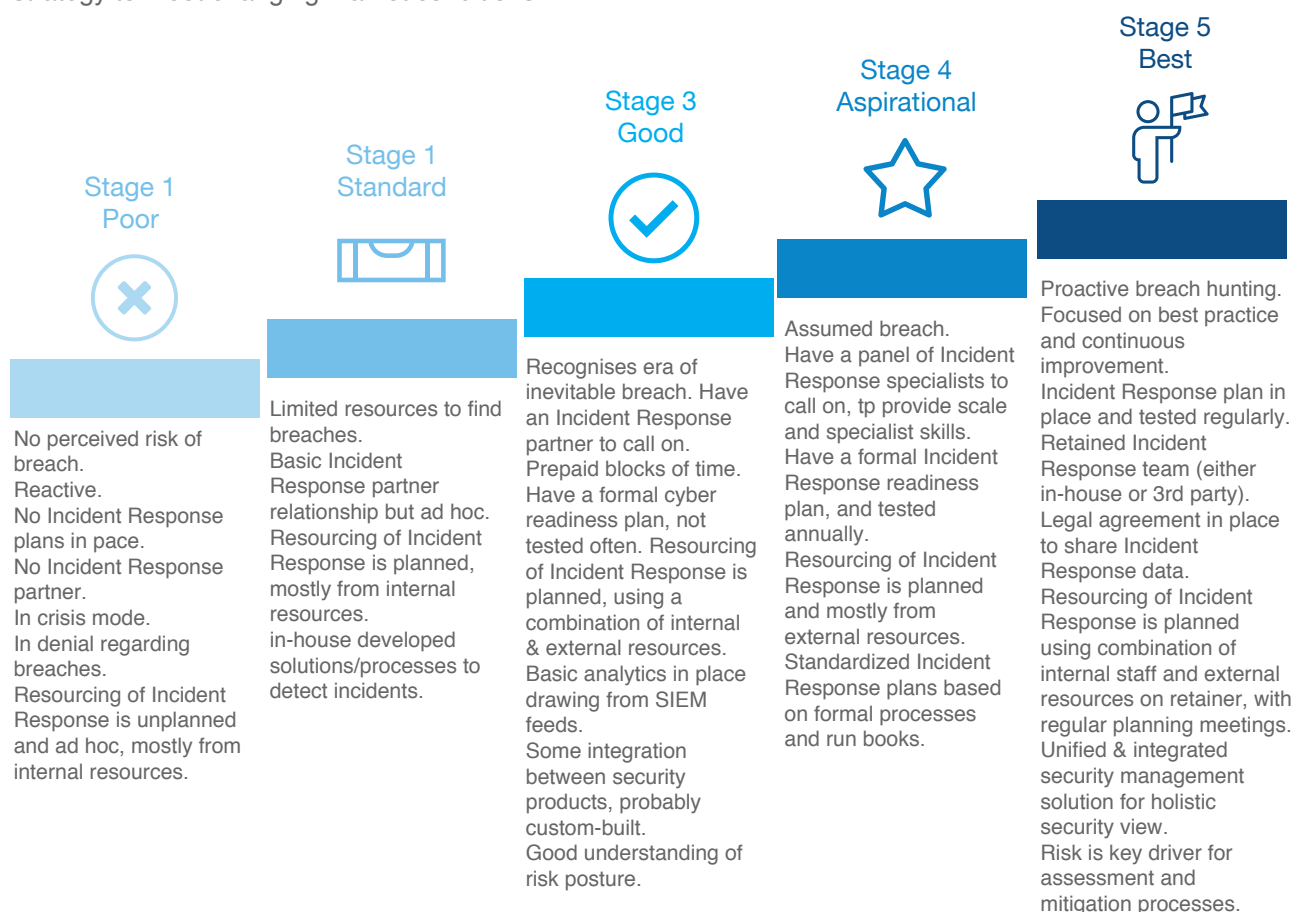 Stage 1
Poor
No perceived risk of
breach.
Reactive.
No Incident Response
plans in pace.
No Incident Response
partner.
In crisis mode.
In denial regarding
breaches.
Resourcing of Incident
Response is unplanned
and ad hoc, mostly from
internal resources.
Stage 1
Standard
Limited resources to find
breaches.
Basic Incident
Response partner
relationship but ad hoc.
Resourcing of Incident
Response is planned,
mostly from internal
resources.
in-house developed
solutions/processes to
detect incidents.
Stage 3
Good
Recognises era of
inevitable breach. Have
an Incident Response
partner to call on.
Prepaid blocks of time.
Have a formal cyber
readiness plan, not
tested often. Resourcing
of Incident Response is
planned, using a
combination of internal
& external resources.
Basic analytics in place
drawing from SIEM
feeds.
Some integration
between security
products, probably
custom-built.
Good understanding of
risk posture.
Stage 4
Aspirational
Assumed breach.
Have a panel of Incident
Response specialists to
call on, tp provide scale
and specialist skills.
Have a formal Incident
Response readiness
plan, and tested
annually.
Resourcing of Incident
Response is planned
and mostly from
external resources.
Standardized Incident
Response plans based
on formal processes
and run books.
Stage 5
Best
Proactive breach hunting.
Focused on best practice
and continuous
improvement.
Incident Response plan in
place and tested regularly.
Retained Incident
Response team (either
in-house or 3rd party).
Legal agreement in place
to share Incident
Response data.
Resourcing of Incident
Response is planned
using combination of
internal staff and external
resources on retainer, with
regular planning meetings.
Unified & integrated
security management
solution for holistic
security view.
Risk is key driver for
assessment and
mitigation processes.